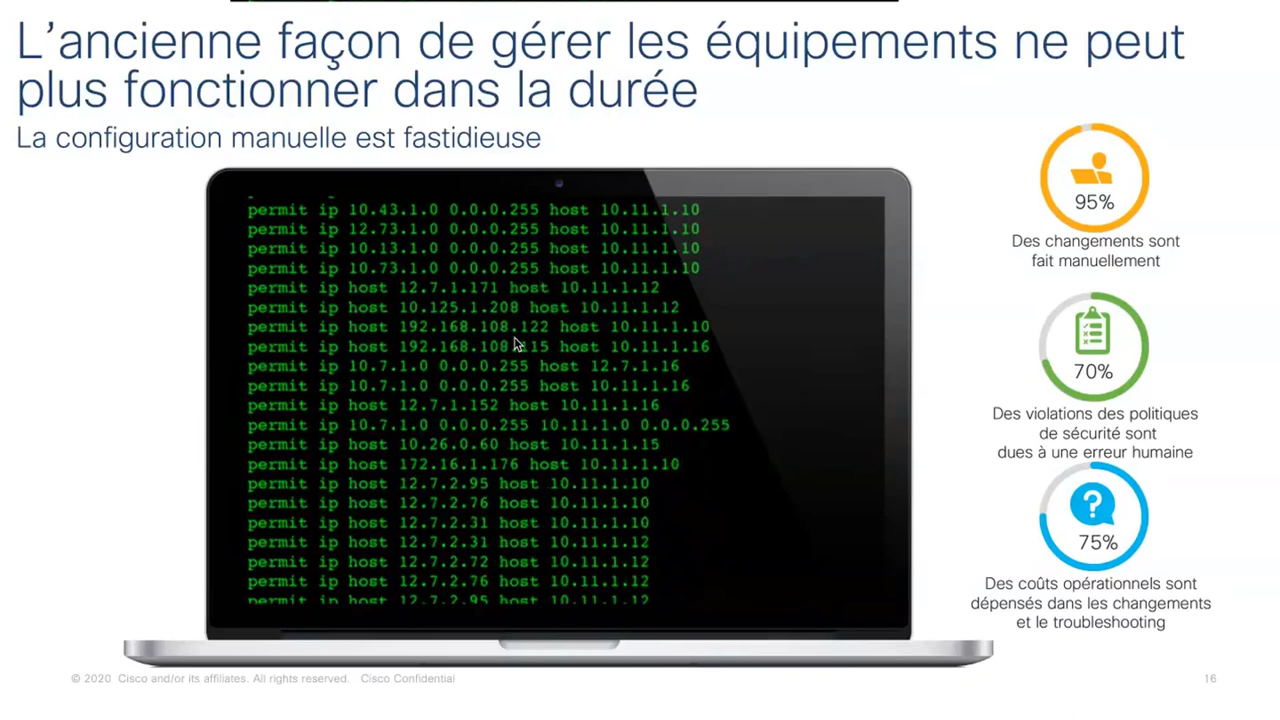 L’ancienne façon de gérer les équipements ne peut
plus fonctionner dans la durée
La configuration manuelle est fastidieuse
permit ip 10.43.1.0 0.0.0.255 host 10.11.1.10
permit ip 12.73.1.0 0.0.0.255 host 10.11.1.10
permit ip 10.13.1.0 0.0.0.255 host 10.11.1.10
permit ip 10.73.1.0 0.0.0.255 host 10.11.1.10
permit ip host 12.7.1.171 host 10.11.1.12
permit ip host 10.125.1.208 host 10.11.1.12
permit ip host 192.168.108.122 host 10.11.1.10
permit ip host 192.168.108 15 host 10.11.1.16
permit ip 10.7.1.0 0.0.0.255 host 12.7.1.16
permit ip 10.7.1.0 0.0.0.255 host 10.11.1.16
permit ip host 12.7.1.152 host 10.11.1.16
permit ip 10.7.1.0 0.0.0.255 10.11.1.0 0.0.0.255
permit ip host 10.26.0.60 host 10.11.1.15
permit ip host 172.16.1.176 host 10.11.1.10
permit ip host 12.7.2.95 host 10.11.1.10
permit ip host 12.7.2.76 host 10.11.1.10
permit ip host 12.7.2.31 host 10.11.1.10
permit ip host 12.7.2.31 host 10.11.1.12
permit ip host 12.7.2.72 host 10.11.1.12
permit ip host 12.7.2.76 host 10.11.1.12
permit ip host 12.7.2.95 host 10.11.1.12
95%
Des changements sont
fait manuellement
70%
Des violations des politiques
de sécurité sont
dues à une erreur humaine
75%
Des coûts opérationnels sont
dépensés dans les changements
et le troubleshooting
© 2020 Cisco and/or its affiliates. All rights reserved. Cisco Confidential
16